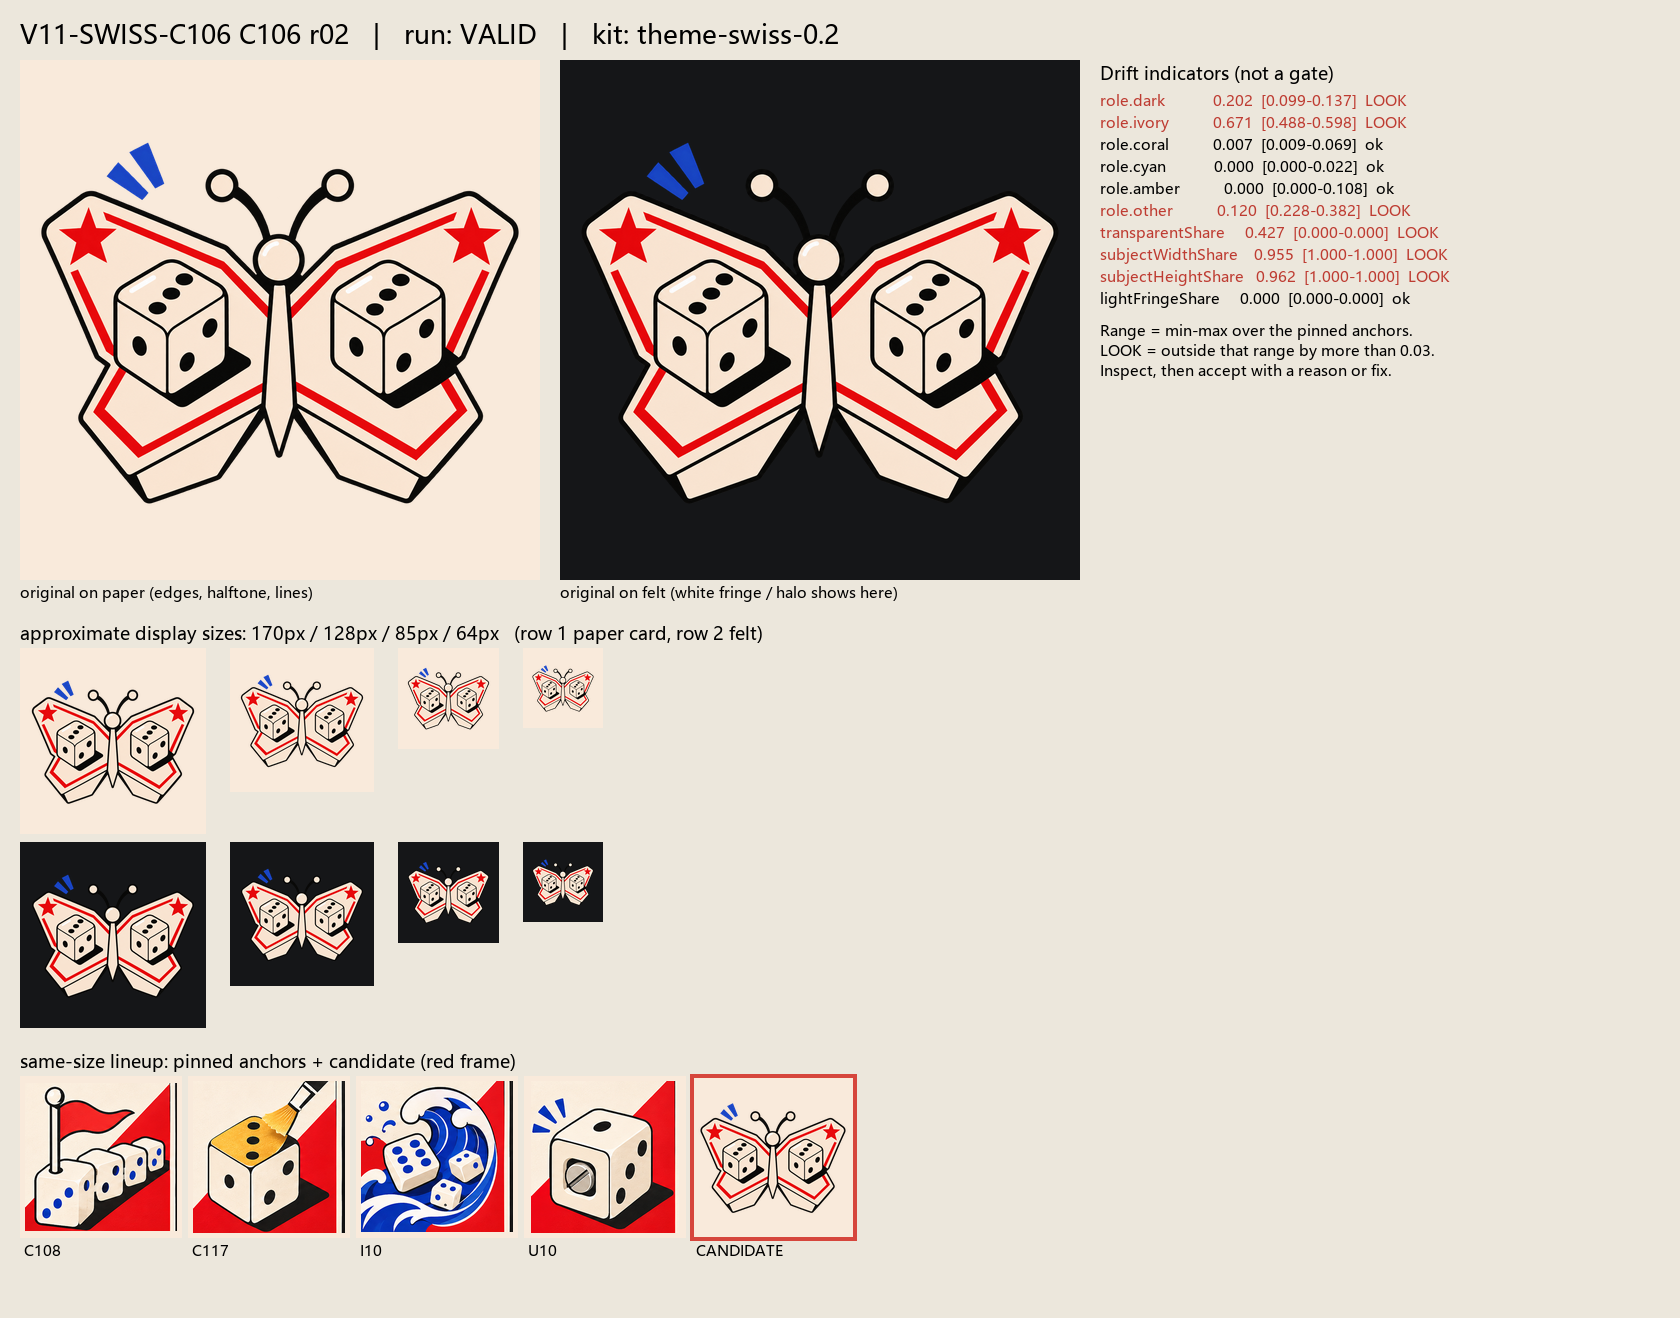 V11-SWISS-C106 C106 r02 | run: VALID | kit: theme-swiss-0.2
Drift indicators (not a gate)
role.dark 0.202 [0.099-0.137] LOOK
role.ivory 0.671 [0.488-0.598] LOOK
role.coral 0.007 [0.009-0.069] ok
role.cyan 0.000 [0.000-0.022] ok
role.amber 0.000 [0.000-0.108] ok
role.other 0.120 [0.228-0.382] LOOK
transparentShare 0.427 [0.000-0.000] LOOK
subjectWidthShare 0.955 [1.000-1.000] LOOK
subjectHeightShare 0.962 [1.000-1.000] LOOK
lightFringeShare 0.000 [0.000-0.000] ok
Range = min-max over the pinned anchors.
LOOK = outside that range by more than 0.03.
Inspect, then accept with a reason or fix.
original on paper (edges, halftone, lines)
original on felt (white fringe / halo shows here)
approximate display sizes: 170px / 128px / 85px / 64px (row 1 paper card, row 2 felt)
same-size lineup: pinned anchors + candidate (red frame)
C108
C117
I10
U10
CANDIDATE